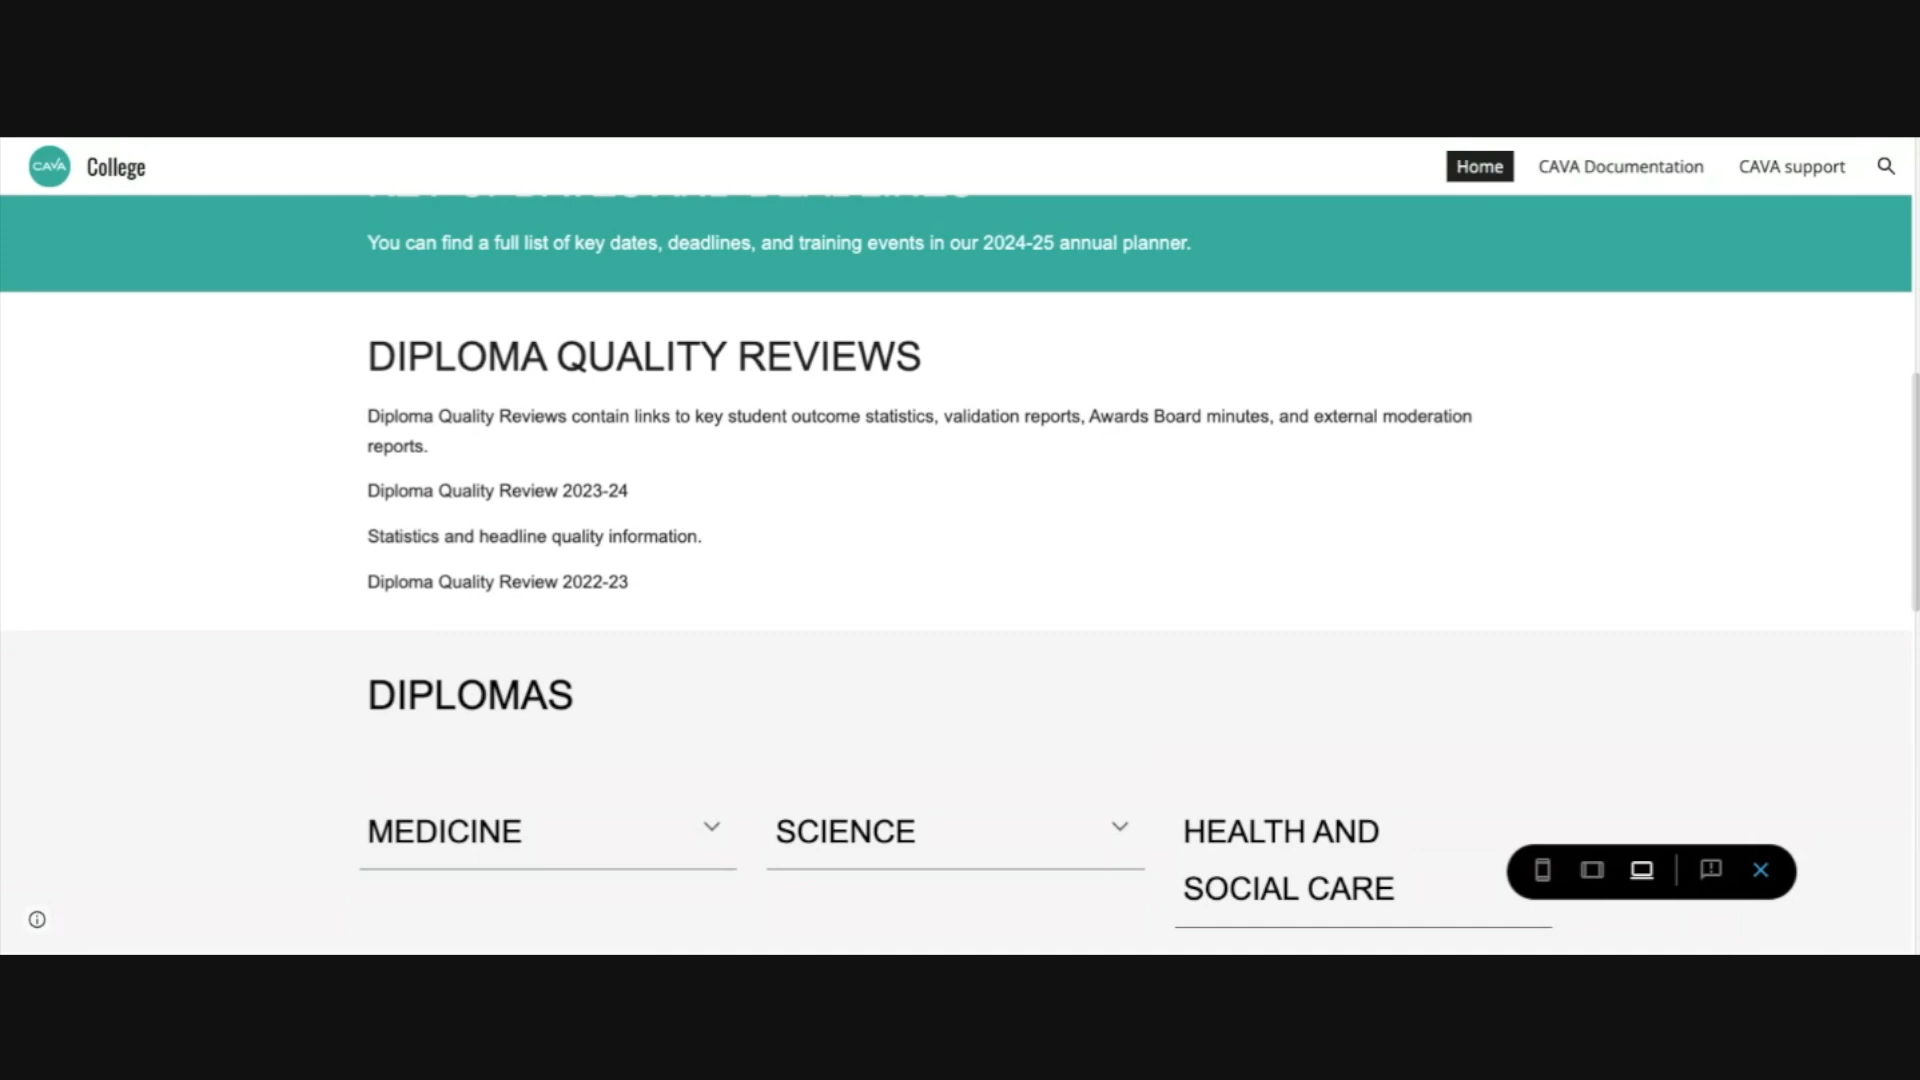 CAVA
College
Home
CAVA Documentation
CAVA support
You can find a full list of key dates, deadlines, and training events in our 2024-25 annual planner.
DIPLOMA QUALITY REVIEWS
Diploma Quality Reviews contain links to key student outcome statistics, validation reports, Awards Board minutes, and external moderation
reports.
Diploma Quality Review 2023-24
Statistics and headline quality information.
Diploma Quality Review 2022-23
DIPLOMAS
MEDICINE
SCIENCE
HEALTH AND
SOCIAL CARE